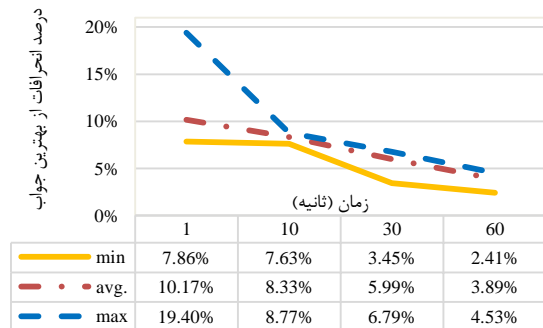 درصد انحرافات از بهترین جواب
20%
15%
10%
5%
0%
زمان (ثانیه)
1 10 30 60
min 7.86% 7.63% 3.45% 2.41%
avg. 10.17% 8.33% 5.99% 3.89%
max 19.40% 8.77% 6.79% 4.53%